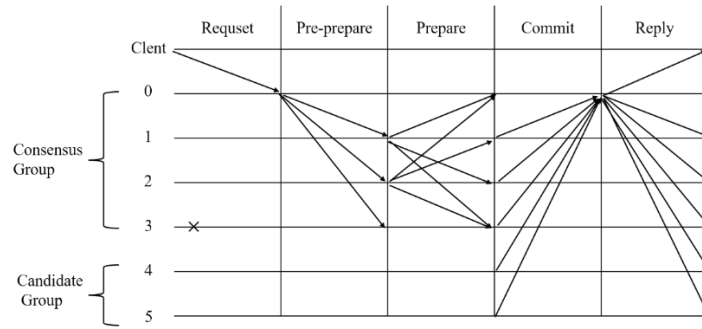 Requset Pre-prepare Prepare Commit Reply
Clent
0
1
Consensus
Group
2
3
4
Candidate
Group
5